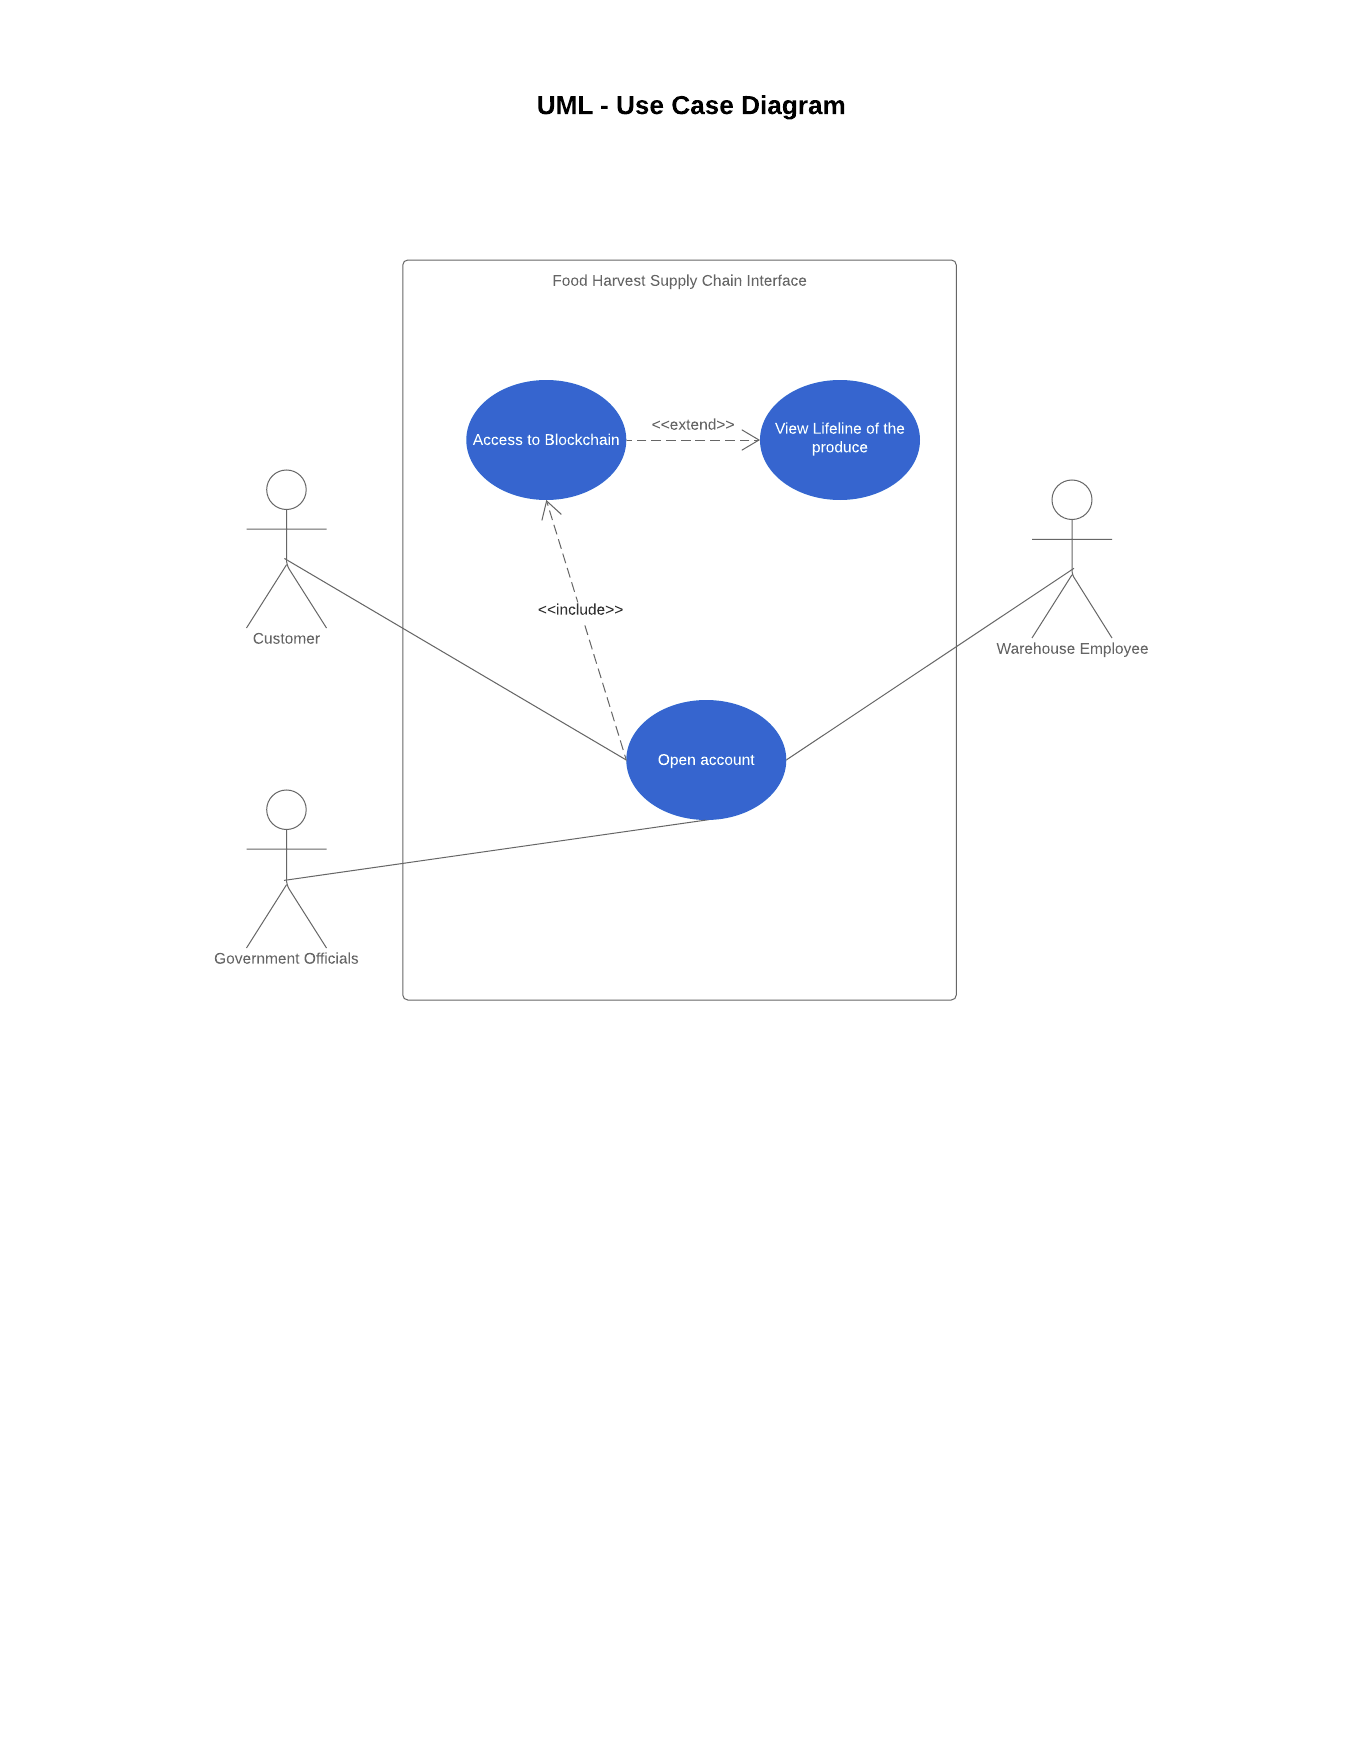 UML - Use Case Diagram
Food Harvest Supply Chain Interface
Access to Blockchain
<<extend>>
View Lifeline of the
produce
<<include>>
Customer
Warehouse Employee
Open account
Government Officials